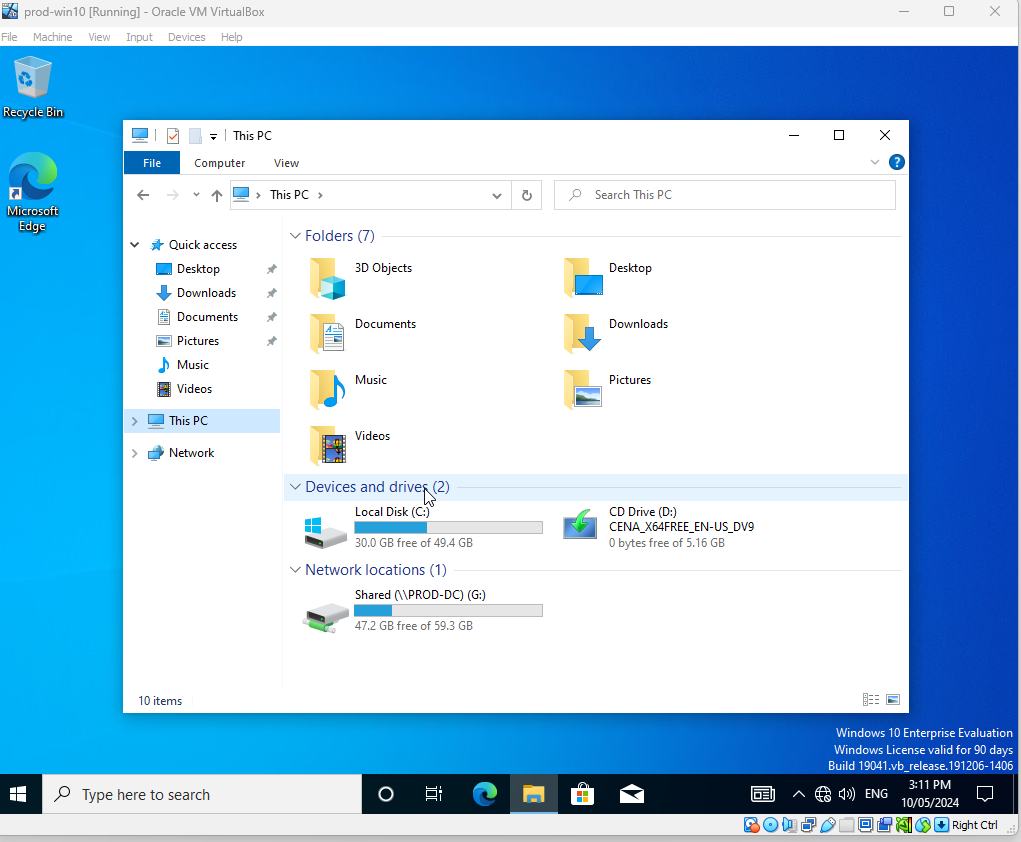 prod-win10 [Running] - Oracle VM VirtualBox
File Machine View Input Devices Help
Recycle Bin
Microsoft
Edge
This PC
File Computer View
This PC
Search This PC
Quick access
Desktop
Downloads
Documents
Pictures
Music
Videos
This PC
Network
Folders (7)
3D Objects
Desktop
Documents
Downloads
Music
Pictures
Videos
Devices and drives (2)
Local Disk (C:)
30.0 GB free of 49.4 GB
CD Drive (D:)
CENA_X64FREE_EN-US_DV9
0 bytes free of 5.16 GB
Network locations (1)
Shared (\\PROD-DC) (G:)
47.2 GB free of 59.3 GB
10 items
Windows 10 Enterprise Evaluation
Windows License valid for 90 days
Build 19041.vb_release.191206-1406
Type here to search
ENG
3:11 PM
10/05/2024
Right Ctrl